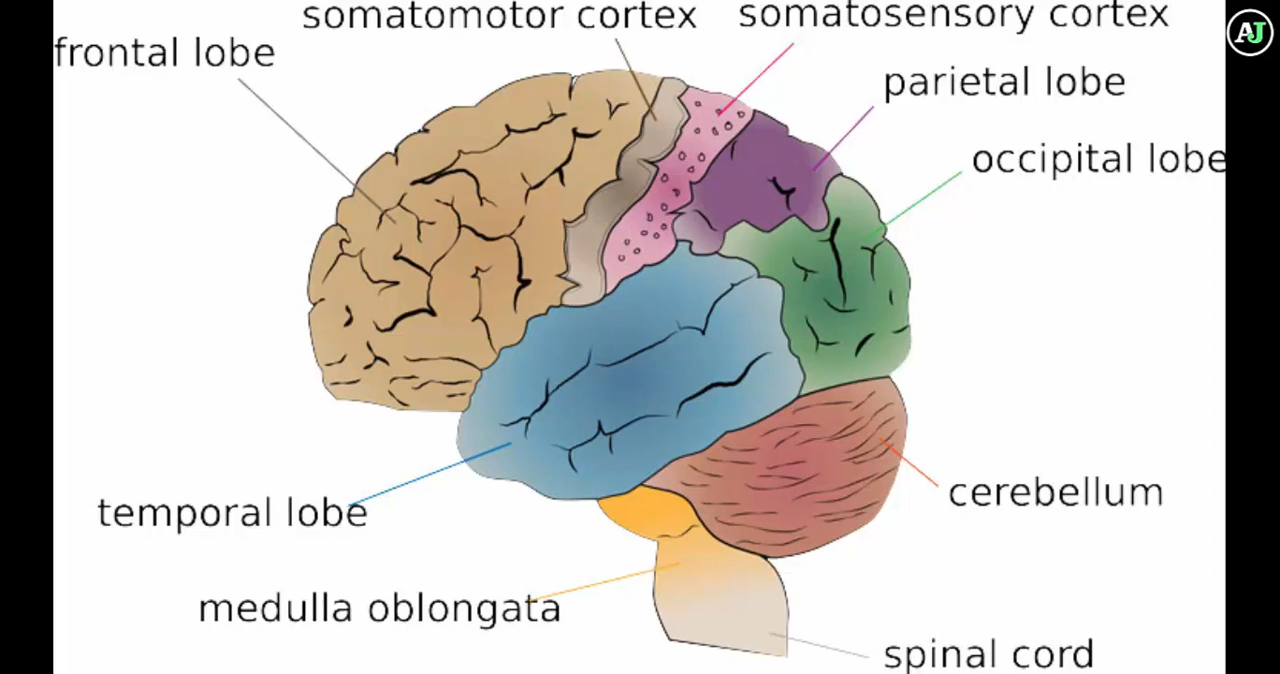 somatomotor cortex
somatosensory cortex
AJ
frontal lobe
parietal lobe
occipital lobe
temporal lobe
cerebellum
medulla oblongata
spinal cord